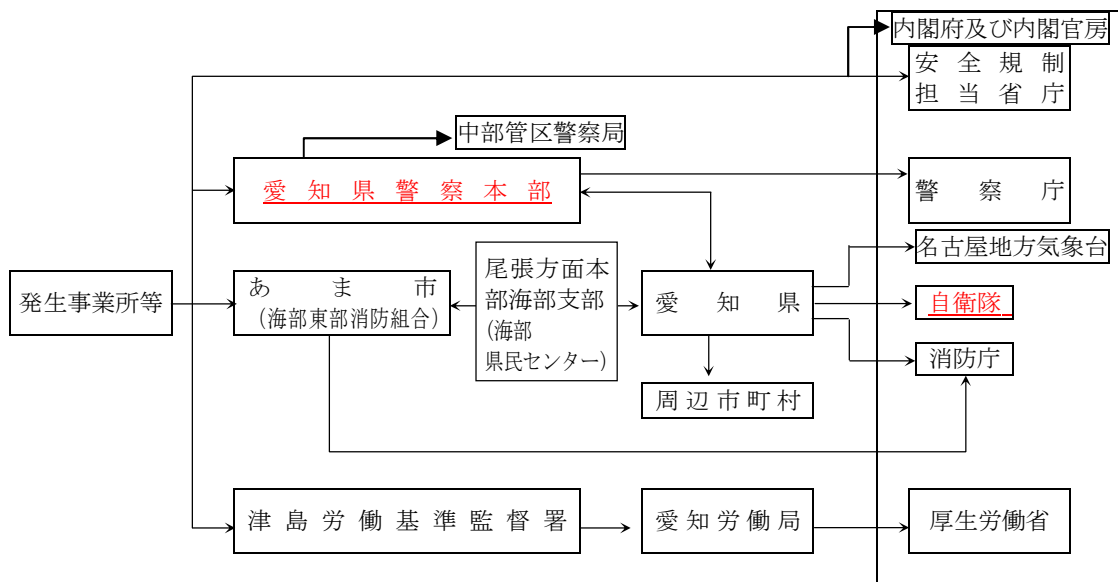 内閣府及び内閣官房
安全規制
担当省庁
中部管区警察局
愛知県警察本部
警察庁
名古屋地方気象台
発生事業所等
あま市
（海部東部消防組合）
尾張方面本
部海部支部
(海部
県民センター)
愛知県
自衛隊
消防庁
周辺市町村
津島労働基準監督署
愛知労働局
厚生労働省